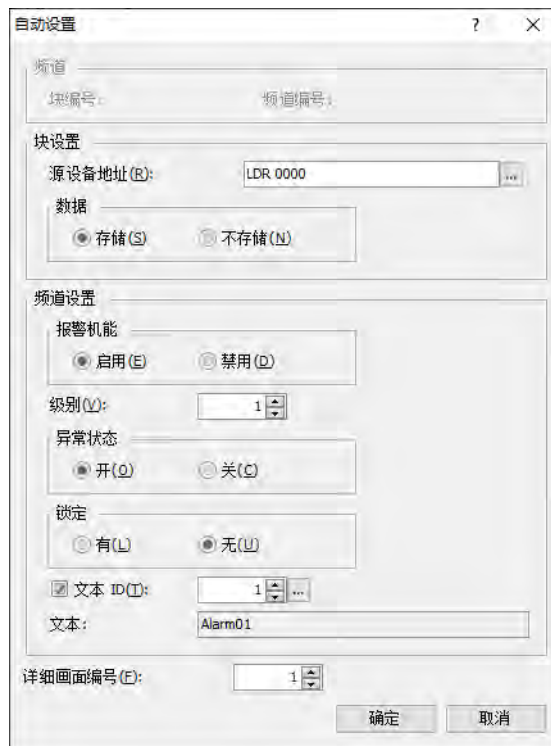 自动设置 ?
频道
块编号: 频道编号:
块设置
源设备地址(R): LDR 0000 ...
数据
存储(S) 不存储(N)
频道设置
报警机能
启用(E) 禁用(D)
级别(V): 1
异常状态
开(O) 关(C)
锁定
有(L) 无(U)
文本 ID(T): 1 ...
文本: Alarm01
详细画面编号(F): 1
确定 取消